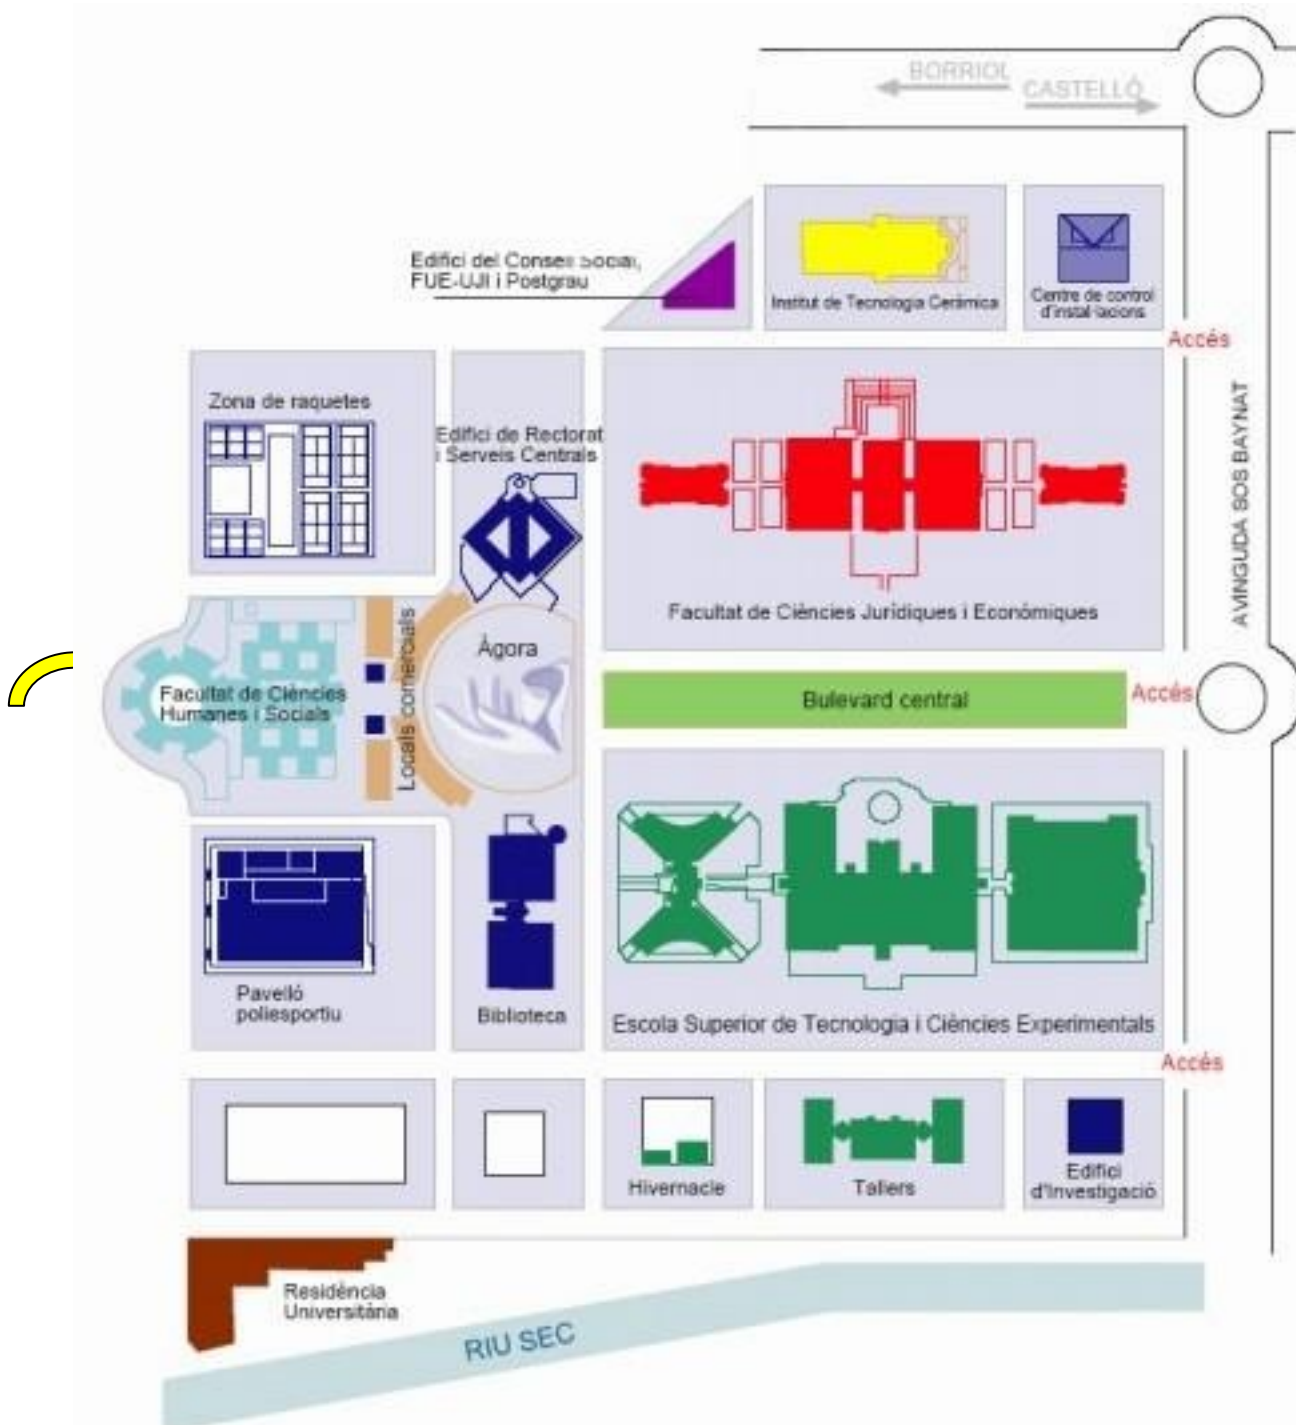 BORRIOL
CASTELLÓ
Edifici del Consell Social,
FUE-UJI i Postgrau
Institut de Tecnologia Ceràmica
Centre de control
d'instal·lacions
Accés
Zona de raquetes
Edifici de Rectorat
i Serveis Centrals
AVINGUDA SOS BAYNAT
Facultat de Ciències Jurídiques i Econòmiques
Locals comercials
Àgora
Facultat de Ciències
Humanes i Socials
Bulevard central
Accés
Pavelló
poliesportiu
Biblioteca
Escola Superior de Tecnologia i Ciències Experimentals
Accés
Hivernacle
Tallers
Edifici
d'Investigació
Residència
Universitària
RIU SEC